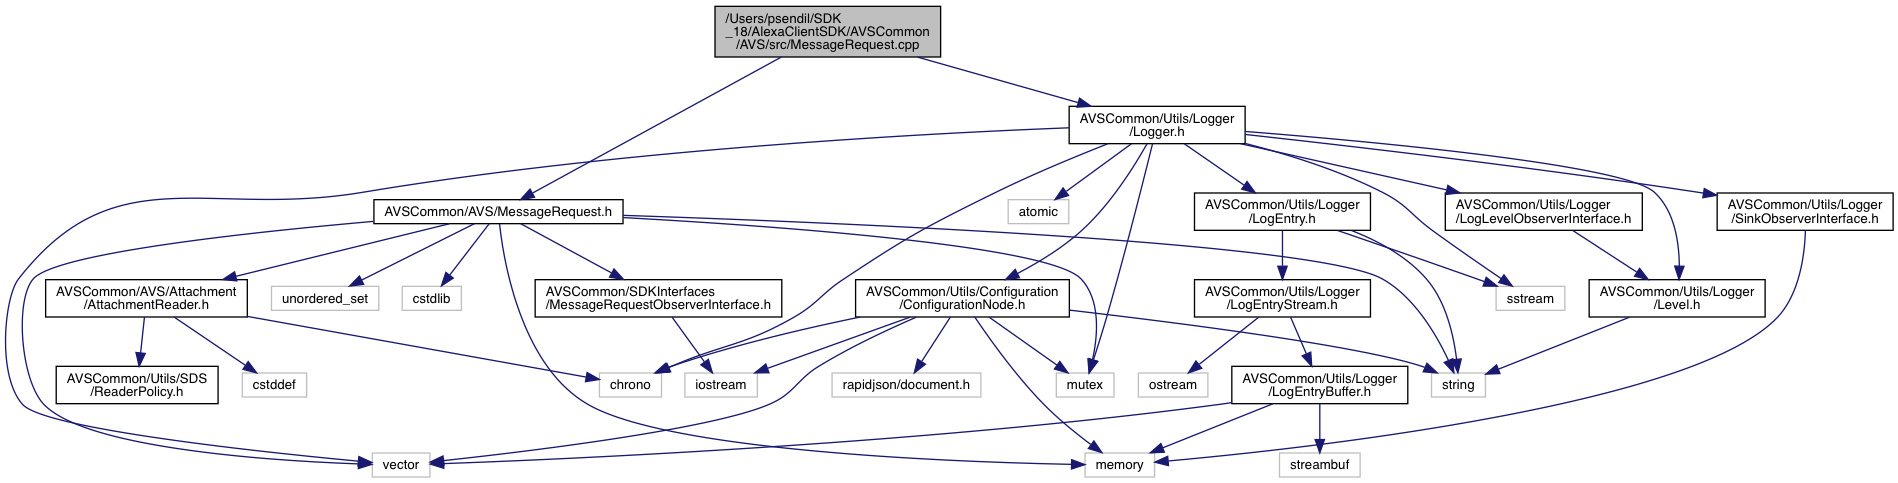 /Users/psendil/SDK
_18/AlexaClientSDK/AVSCommon
/AVS/src/MessageRequest.cpp
AVSCommon/Utils/Logger
/Logger.h
AVSCommon/AVS/MessageRequest.h
atomic
AVSCommon/Utils/Logger
/LogEntry.h
AVSCommon/Utils/Logger
/LogLevelObserverInterface.h
AVSCommon/Utils/Logger
/SinkObserverInterface.h
AVSCommon/AVS/Attachment
/AttachmentReader.h
unordered_set
cstdlib
AVSCommon/SDKInterfaces
/MessageRequestObserverInterface.h
AVSCommon/Utils/Configuration
/ConfigurationNode.h
AVSCommon/Utils/Logger
/LogEntryStream.h
sstream
AVSCommon/Utils/Logger
/Level.h
AVSCommon/Utils/SDS
/ReaderPolicy.h
cstddef
chrono
iostream
rapidjson/document.h
mutex
ostream
AVSCommon/Utils/Logger
/LogEntryBuffer.h
string
vector
memory
streambuf